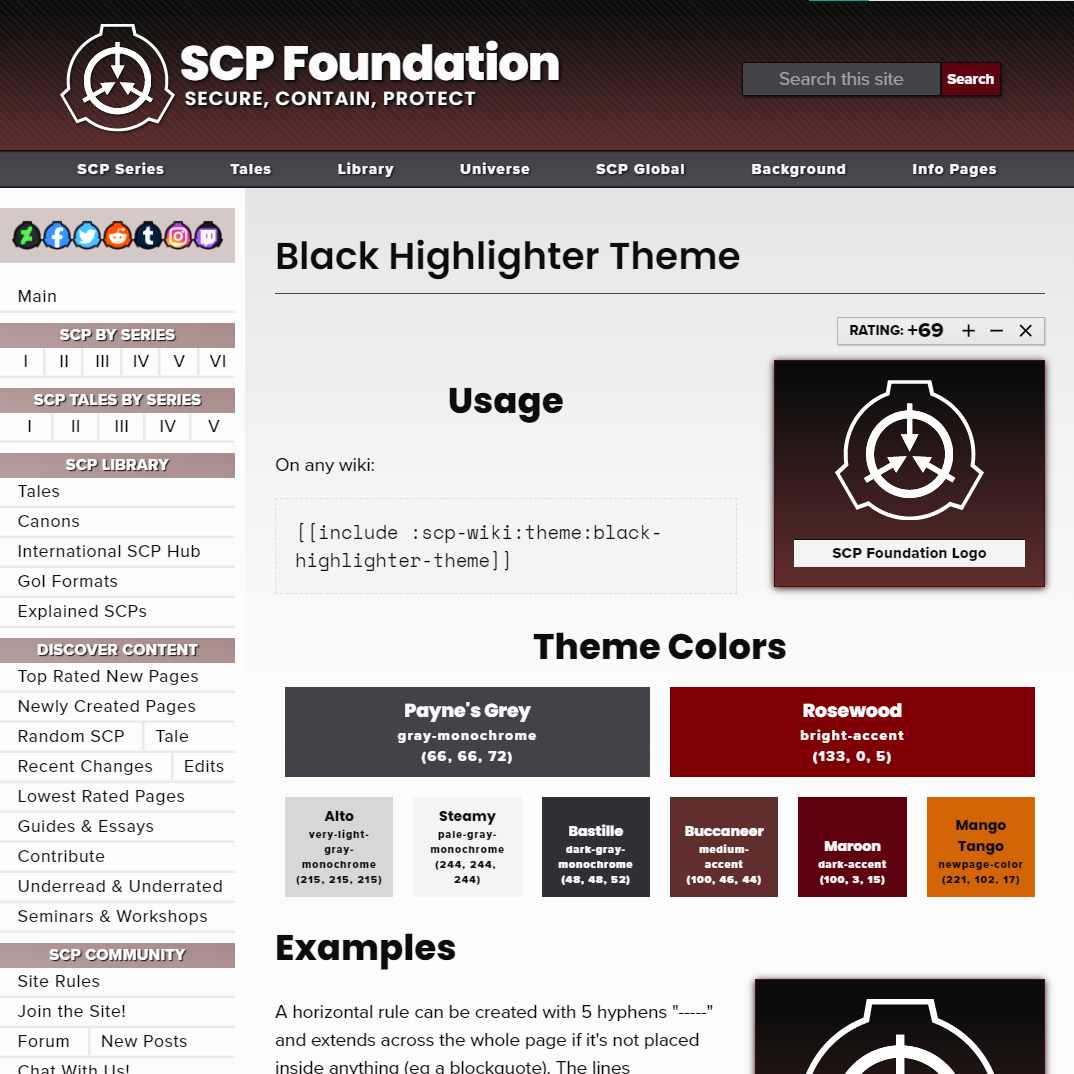 SCP Foundation
SECURE, CONTAIN, PROTECT
Search this site
Search
SCP Series
Tales
Library
Universe
SCP Global
Background
Info Pages
Main
SCP BY SERIES
I II III IV V VI
SCP TALES BY SERIES
I II III IV V
SCP LIBRARY
Tales
Canons
International SCP Hub
GoI Formats
Explained SCPs
DISCOVER CONTENT
Top Rated New Pages
Newly Created Pages
Random SCP Tale
Recent Changes Edits
Lowest Rated Pages
Guides & Essays
Contribute
Underread & Underrated
Seminars & Workshops
SCP COMMUNITY
Site Rules
Join the Site!
Forum New Posts
Chat With Us!
Black Highlighter Theme
RATING: +69 + − ×
Usage
On any wiki:
[[include :scp-wiki:theme:black-
highlighter-theme]]
SCP Foundation Logo
Theme Colors
Payne's Grey
gray-monochrome
(66, 66, 72)
Rosewood
bright-accent
(133, 0, 5)
Alto
very-light-
gray-
monochrome
(215, 215, 215)
Steamy
pale-gray-
monochrome
(244, 244,
244)
Bastille
dark-gray-
monochrome
(48, 48, 52)
Buccaneer
medium-
accent
(100, 46, 44)
Maroon
dark-accent
(100, 3, 15)
Mango
Tango
newpage-color
(221, 102, 17)
Examples
A horizontal rule can be created with 5 hyphens "-----"
and extends across the whole page if it's not placed
inside anything (eg a blockquote). The lines